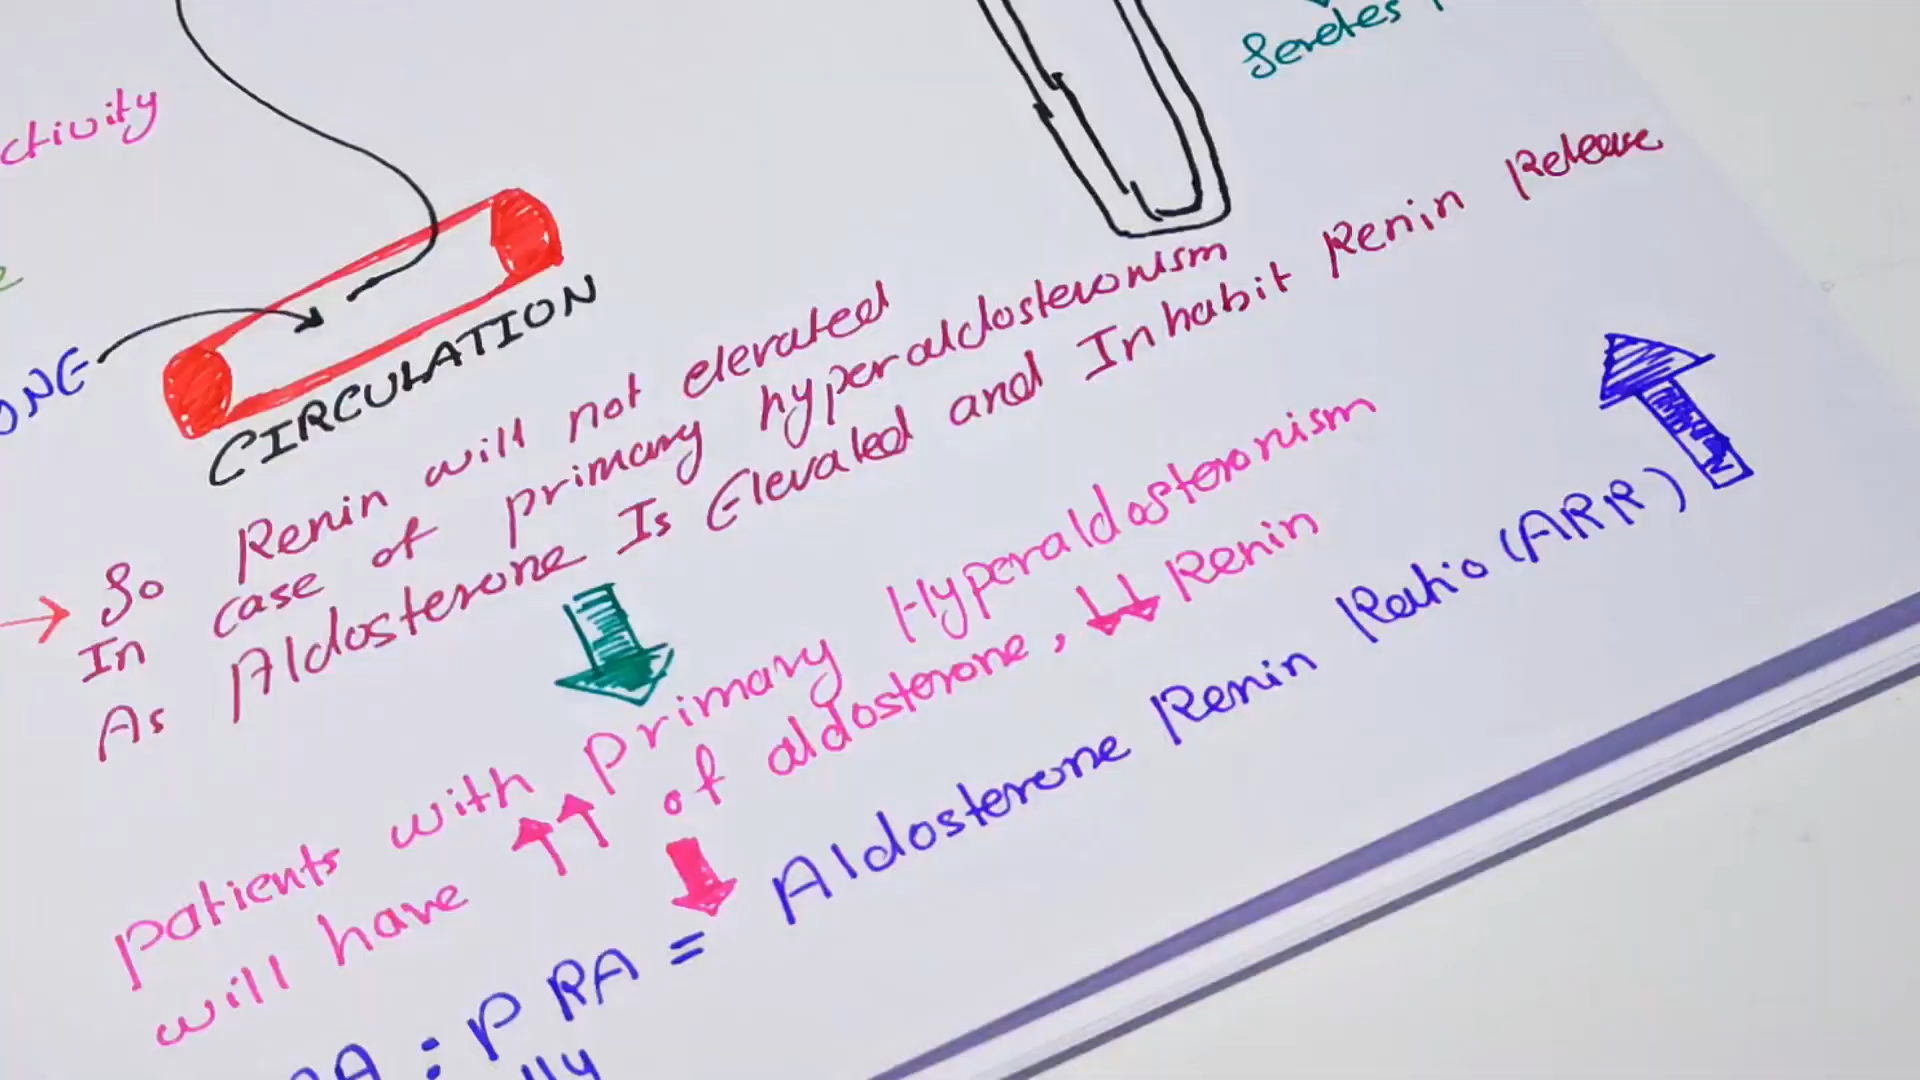 Seretes
ctivity
ONE
CIRCULATION
So Renin will not elevated
In case of primary hyperaldosteronism
As Aldosterone Is Elevated and Inhabit Renin Release
patients with primary Hyperaldosteronism
will have ↑↑ of aldosterone, ↓↓ Renin
: PRA = Aldosterone Renin Ratio (ARR)